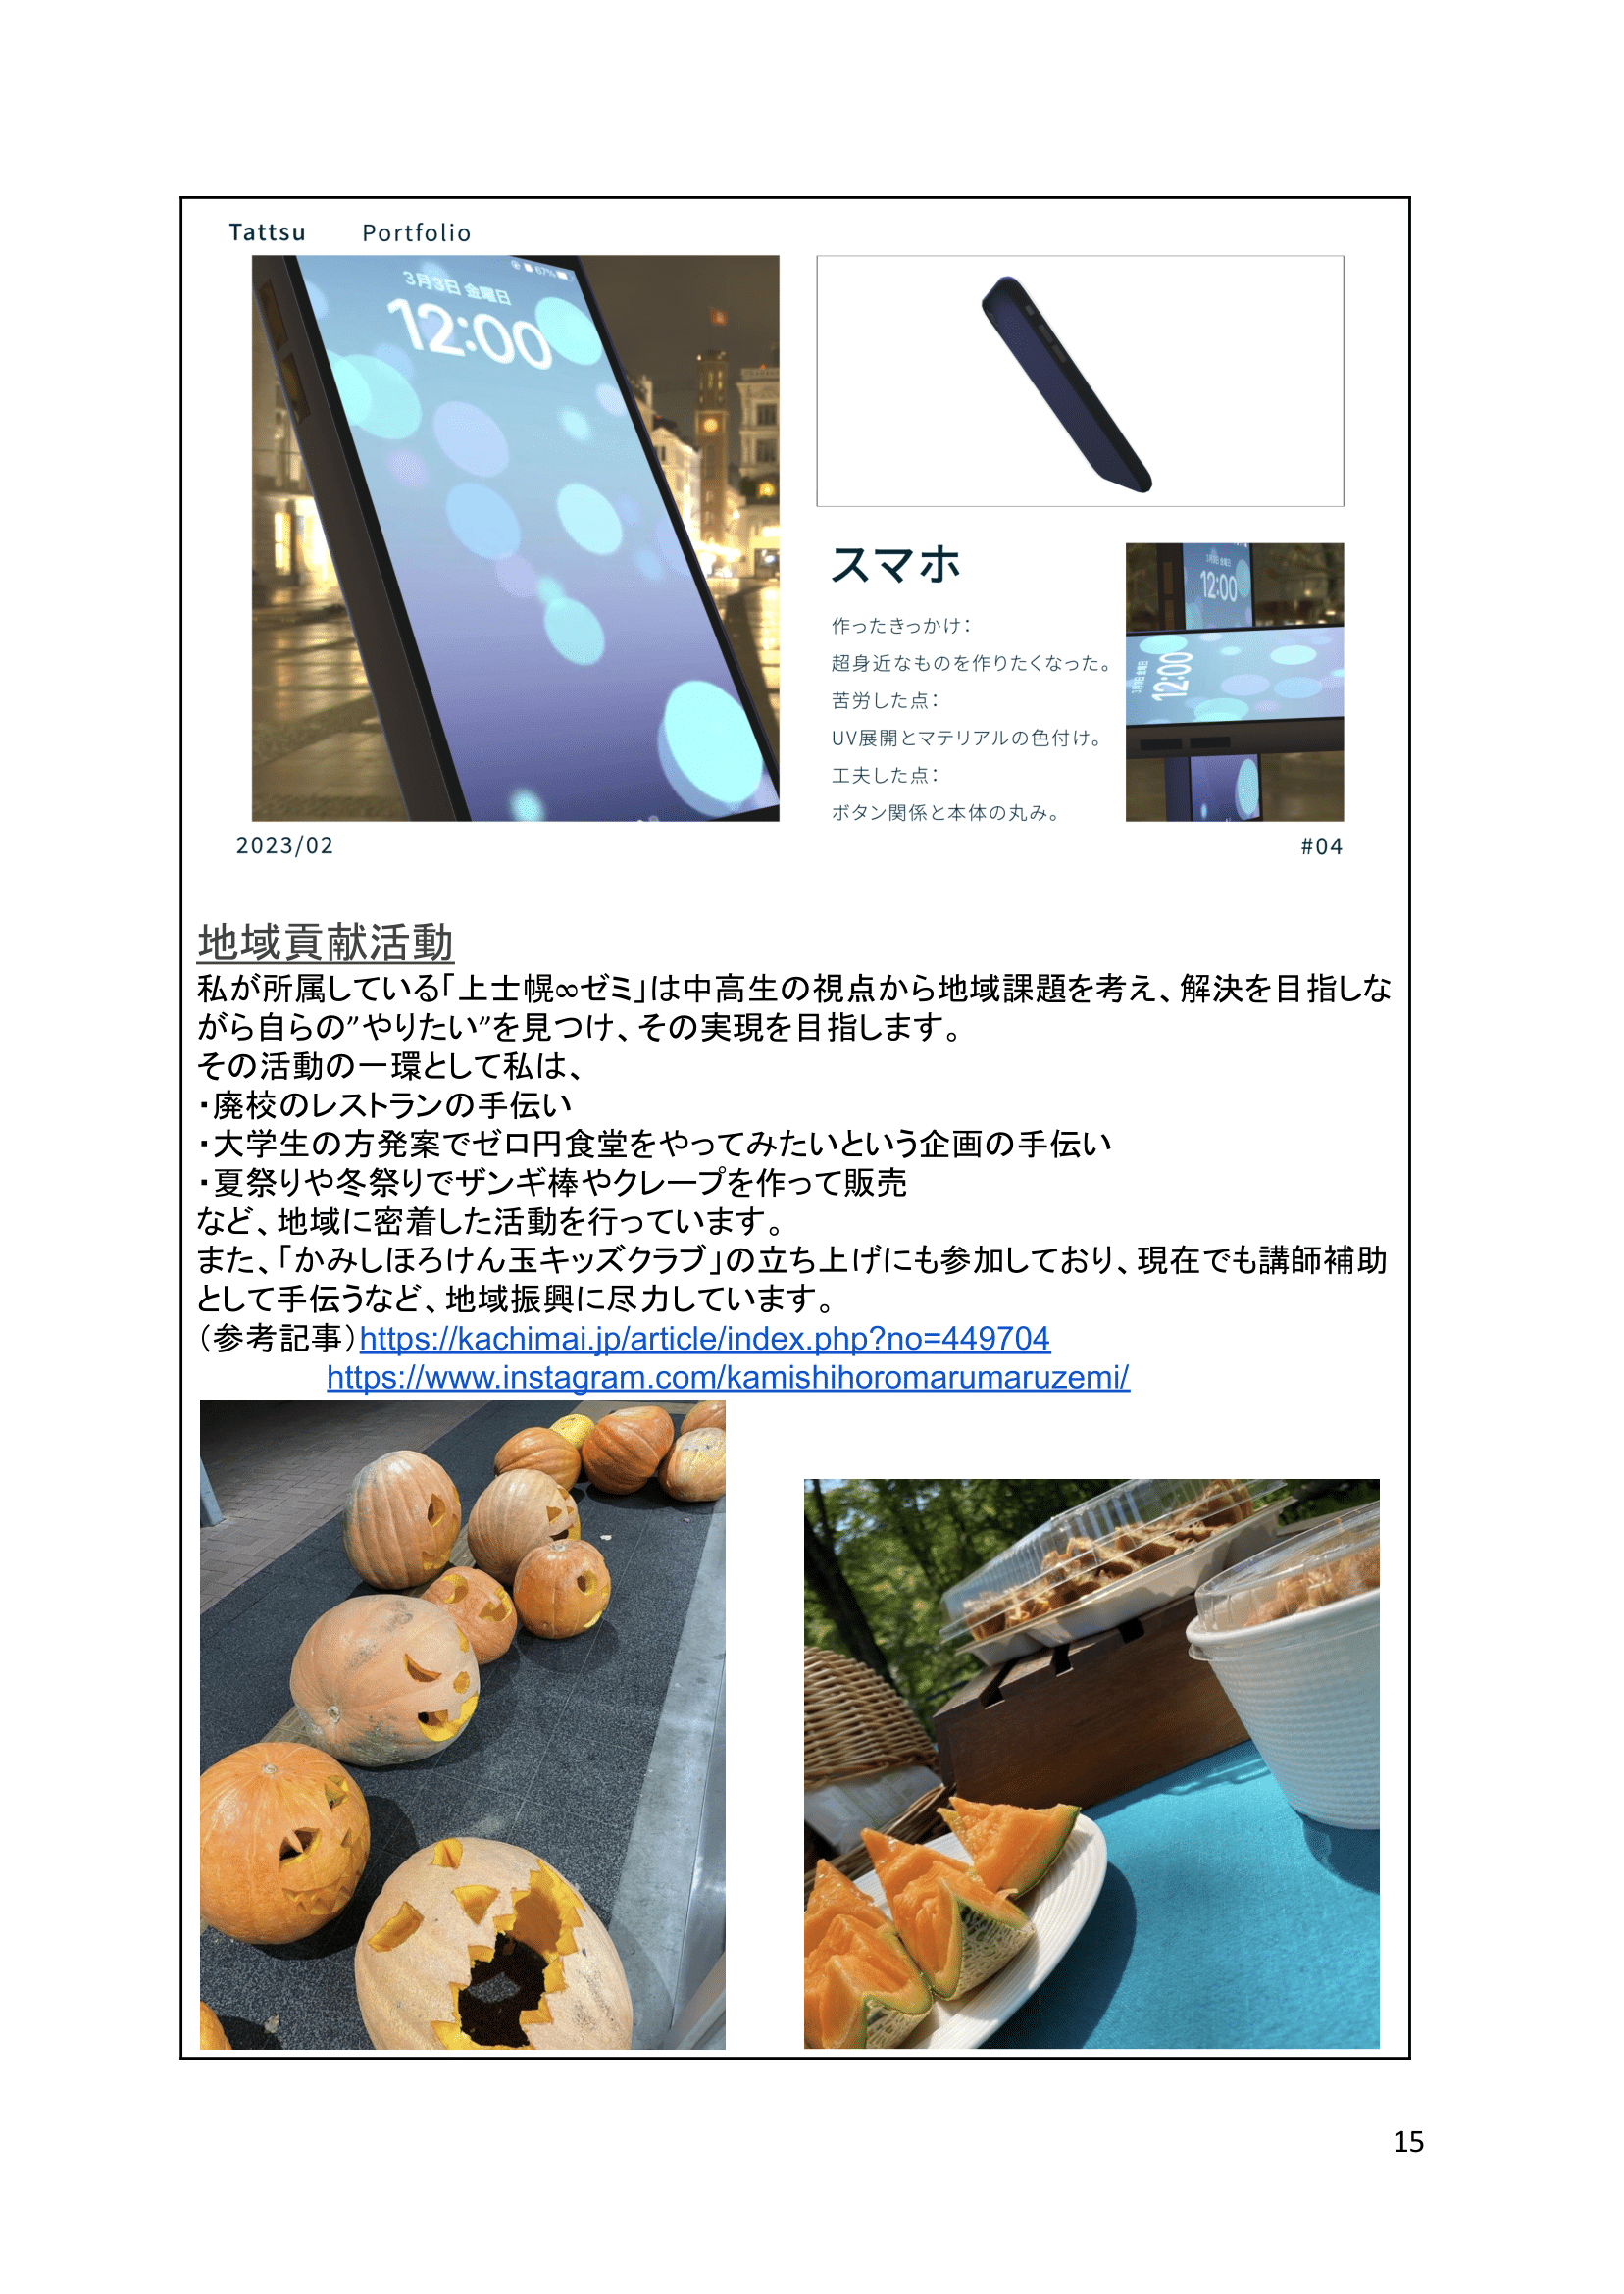 Tattsu Portfolio
3月3日 金曜日
67%
12:00
スマホ
作ったきっかけ：
超身近なものを作りたくなった。
苦労した点：
UV展開とマテリアルの色付け。
工夫した点：
ボタン関係と本体の丸み。
3月3日 金曜日
12:00
3月3日 金曜日
12:00
2023/02
#04
地域貢献活動
私が所属している「上士幌∞ゼミ」は中高生の視点から地域課題を考え、解決を目指しな
がら自らの”やりたい”を見つけ、その実現を目指します。
その活動の一環として私は、
・廃校のレストランの手伝い
・大学生の方発案でゼロ円食堂をやってみたいという企画の手伝い
・夏祭りや冬祭りでザンギ棒やクレープを作って販売
など、地域に密着した活動を行っています。
また、「かみしほろけん玉キッズクラブ」の立ち上げにも参加しており、現在でも講師補助
として手伝うなど、地域振興に尽力しています。
（参考記事）https://kachimai.jp/article/index.php?no=449704
https://www.instagram.com/kamishihoromarumaruzemi/
15